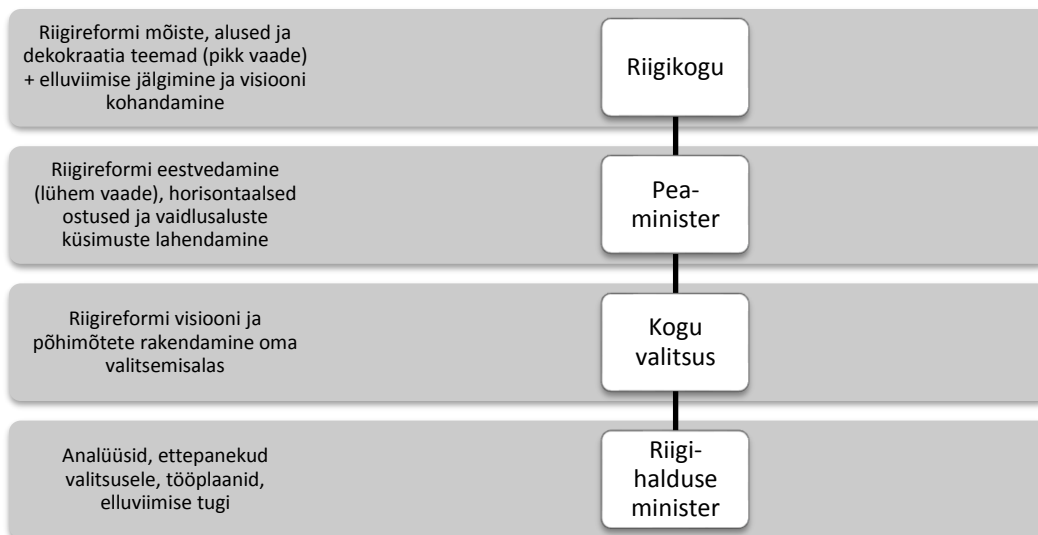 Riigireformi mõiste, alused ja
dekokraatia teemad (pikk vaade)
+ elluviimise jälgimine ja visiooni
kohandamine
Riigikogu
Riigireformi eestvedamine
(lühem vaade), horisontaalsed
ostused ja vaidlusaluste
küsimuste lahendamine
Pea-
minister
Riigireformi visiooni ja
põhimõtete rakendamine oma
valitsemisalas
Kogu
valitsus
Analüüsid, ettepanekud
valitsusele, tööplaanid,
elluviimise tugi
Riigi-
halduse
minister